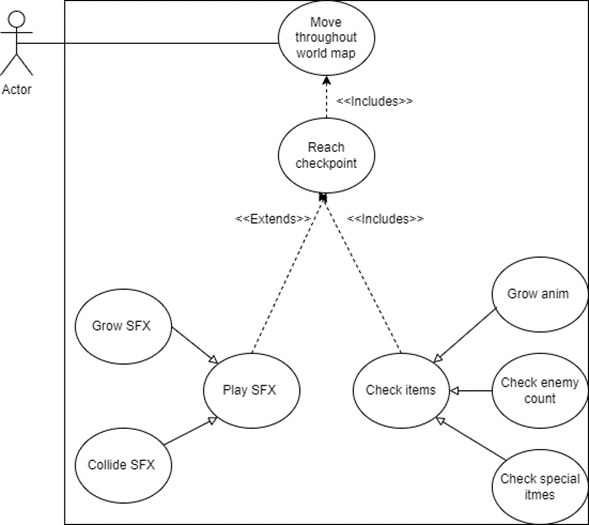 Move
throughout
world map
Actor
<<Includes>>
Reach
checkpoint
<<Extends>>
<<Includes>>
Grow anim
Grow SFX
Play SFX
Check items
Check enemy
count
Collide SFX
Check special
itmes